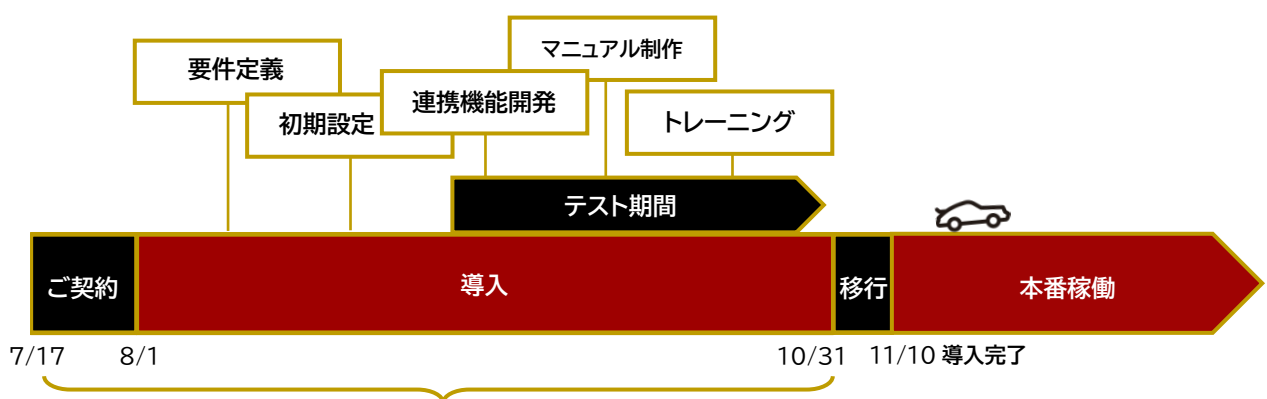 マニュアル制作
要件定義
連携機能開発
初期設定
トレーニング
テスト期間
ご契約
導入
移行
本番稼働
7/17
8/1
10/31
11/10 導入完了